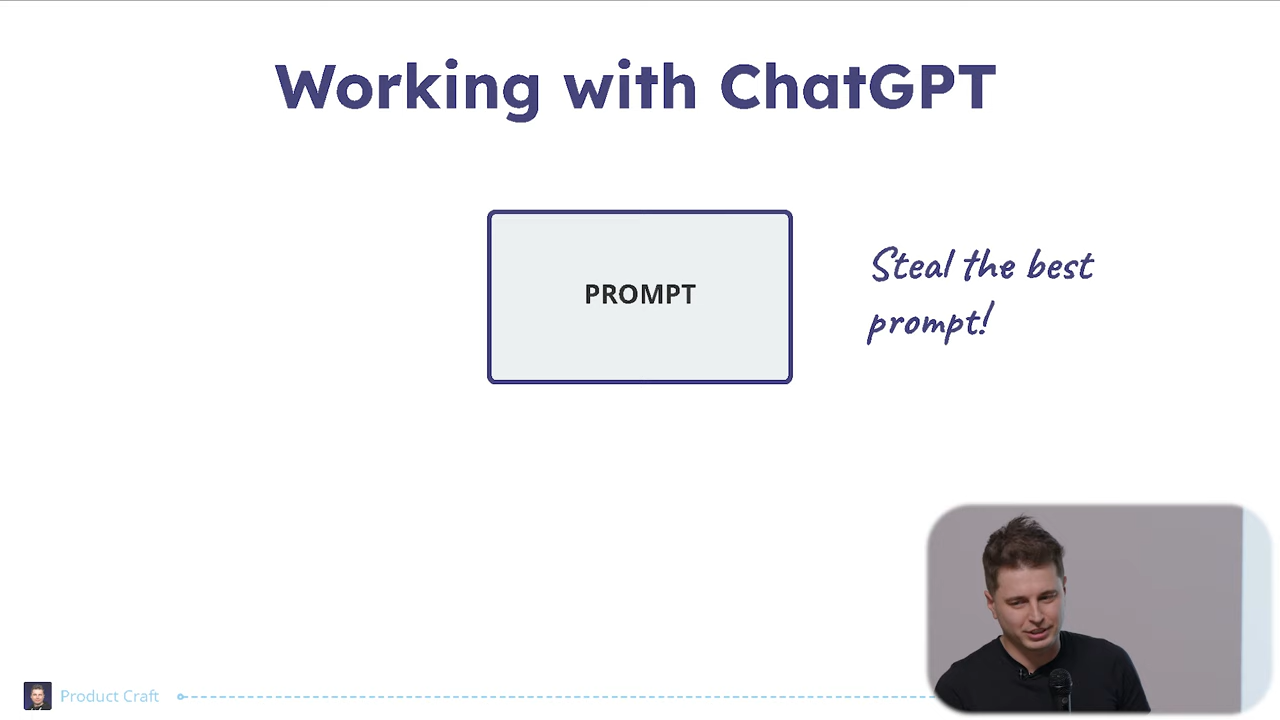 Working with ChatGPT
PROMPT
Steal the best
prompt!
Product Craft